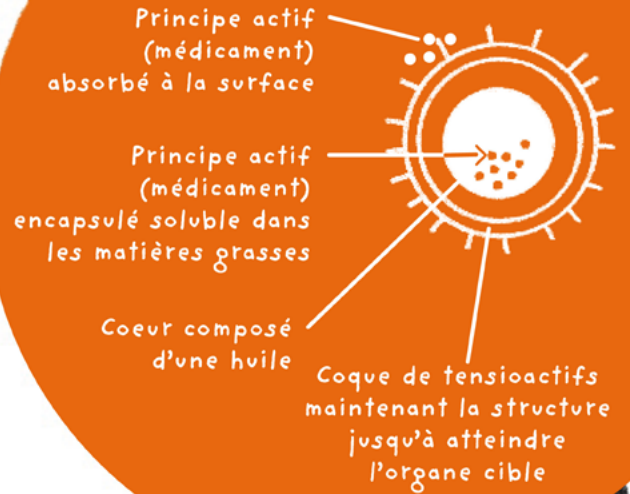 Principe actif
(médicament)
absorbé à la surface
Principe actif
(médicament)
encapsulé soluble dans
les matières grasses
Coeur composé
d'une huile
Coque de tensioactifs
maintenant la structure
jusqu'à atteindre
l'organe cible